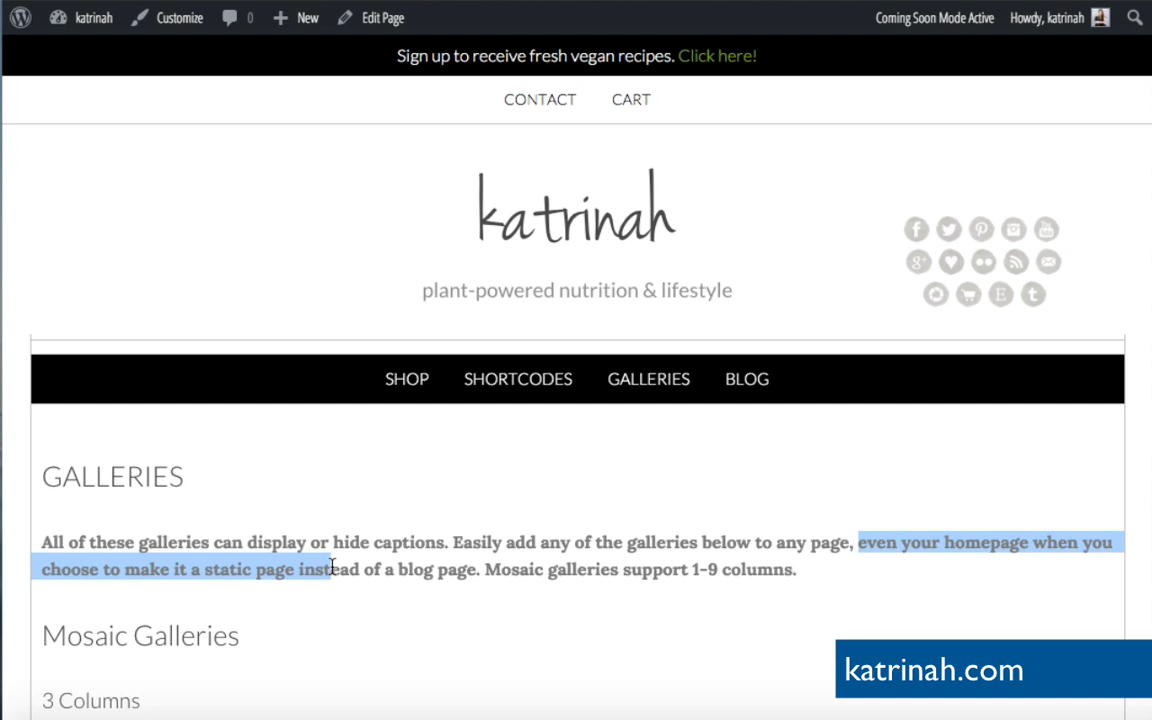 katrinah Customize 0 New Edit Page Coming Soon Mode Active Howdy, katrinah
Sign up to receive fresh vegan recipes. Click here!
CONTACT CART
katrinah
plant-powered nutrition & lifestyle
SHOP SHORTCODES GALLERIES BLOG
GALLERIES
All of these galleries can display or hide captions. Easily add any of the galleries below to any page, even your homepage when you
choose to make it a static page instead of a blog page. Mosaic galleries support 1-9 columns.
Mosaic Galleries
3 Columns
katrinah.com